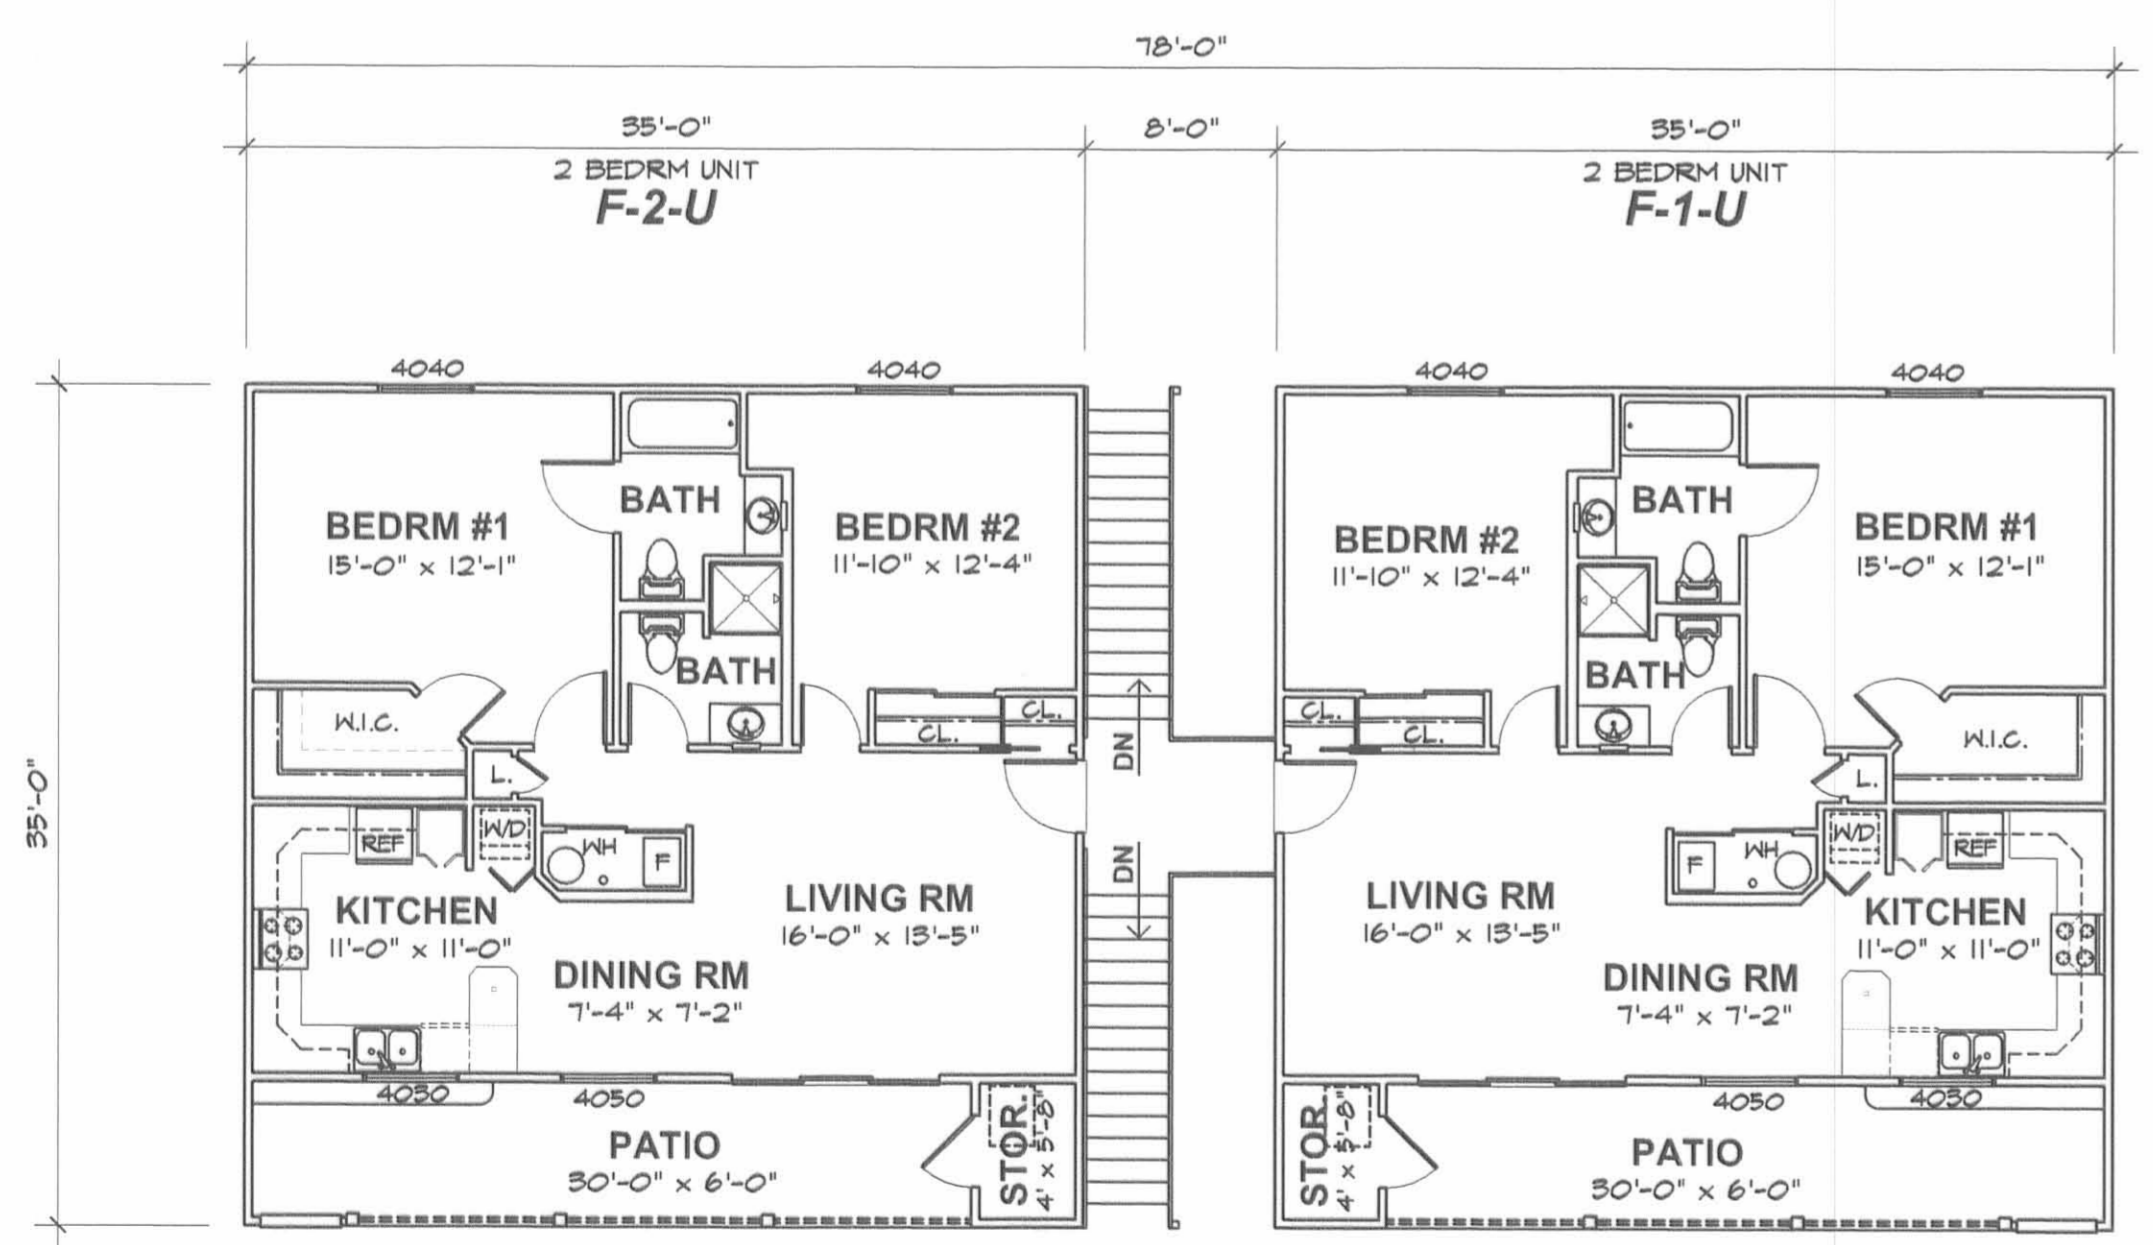 78'-0"
35'-0"
8'-0"
35'-0"
2 BEDRM UNIT
F-2-U
2 BEDRM UNIT
F-1-U
4040
4040
4040
4040
35'-0"
BEDRM #1
15'-0" x 12'-1"
BATH
BEDRM #2
11'-10" x 12'-4"
BATH
W.I.C.
CL.
CL.
L.
REF
W/D
WH
F
KITCHEN
11'-0" x 11'-0"
LIVING RM
16'-0" x 13'-5"
DINING RM
7'-4" x 7'-2"
4030
4050
PATIO
30'-0" x 6'-0"
STOR.
4' x 5'-8"
DN
DN
BEDRM #2
11'-10" x 12'-4"
BATH
BEDRM #1
15'-0" x 12'-1"
BATH
CL.
CL.
W.I.C.
L.
F
WH
W/D
REF
LIVING RM
16'-0" x 13'-5"
KITCHEN
11'-0" x 11'-0"
DINING RM
7'-4" x 7'-2"
4050
4030
STOR.
4' x 5'-8"
PATIO
30'-0" x 6'-0"